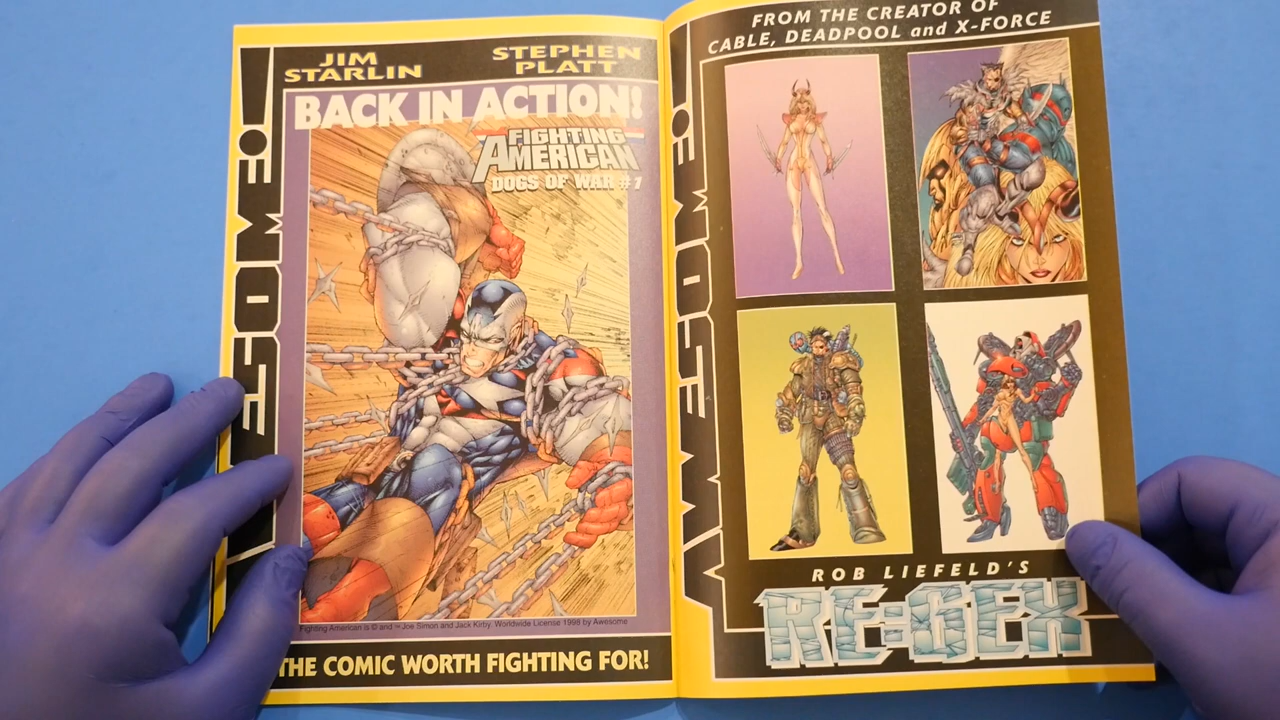 JIM
STARLIN
STEPHEN
PLATT
BACK IN ACTION!
FIGHTING
AMERICAN
DOGS OF WAR #1
Fighting American is © and ™ Joe Simon and Jack Kirby. Worldwide License 1998 by Awesome
THE COMIC WORTH FIGHTING FOR!
ESOME!
FROM THE CREATOR OF
CABLE, DEADPOOL and X-FORCE
AWESOME!
ROB LIEFELD'S
RE:GEX